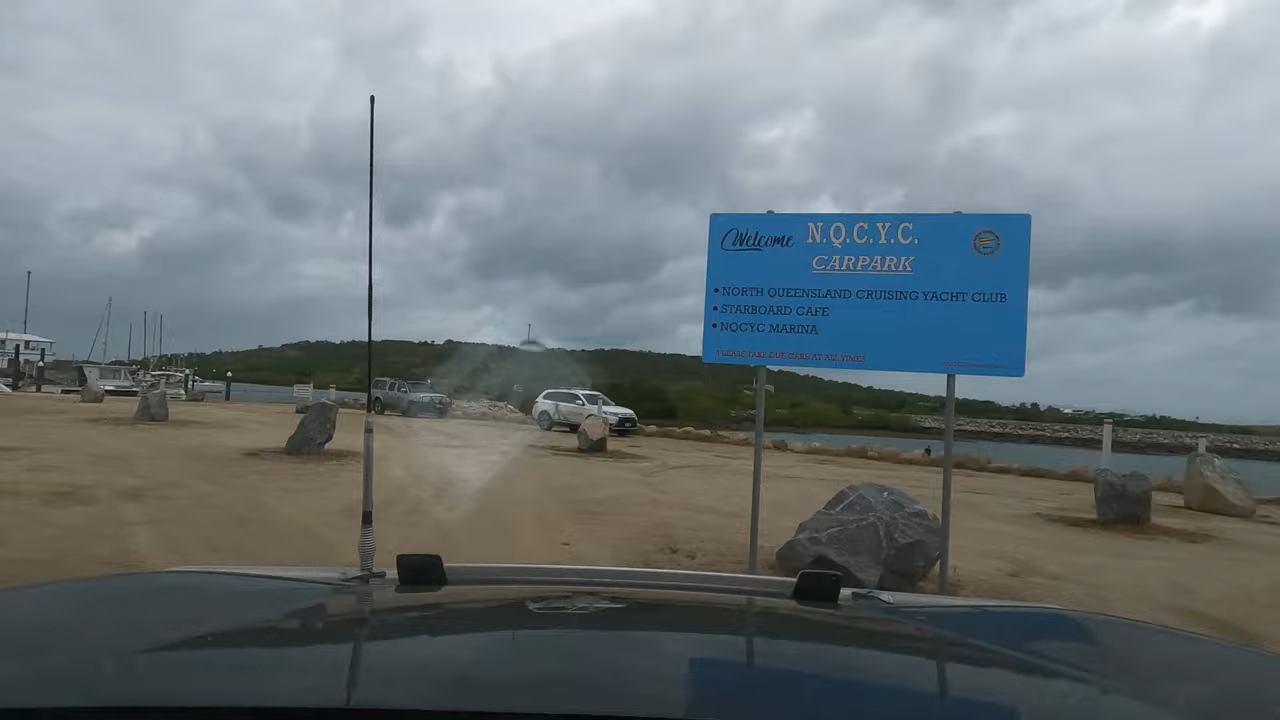 Welcome N.Q.C.Y.C.
CARPARK
• NORTH QUEENSLAND CRUISING YACHT CLUB
• STARBOARD CAFE
• NQCYC MARINA
PLEASE TAKE DUE CARE AT ALL TIMES